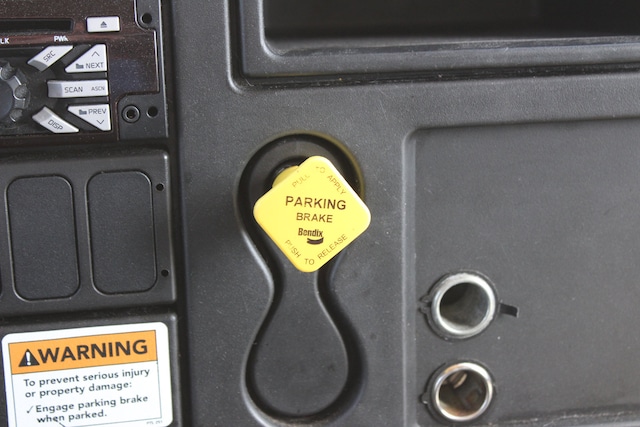 PWR
SRC
NEXT
SCAN
PREV
DISP
PULL TO APPLY
PARKING
BRAKE
Bendix
PUSH TO RELEASE
WARNING
To prevent serious injury
or property damage:
✓ Engage parking brake
when parked.